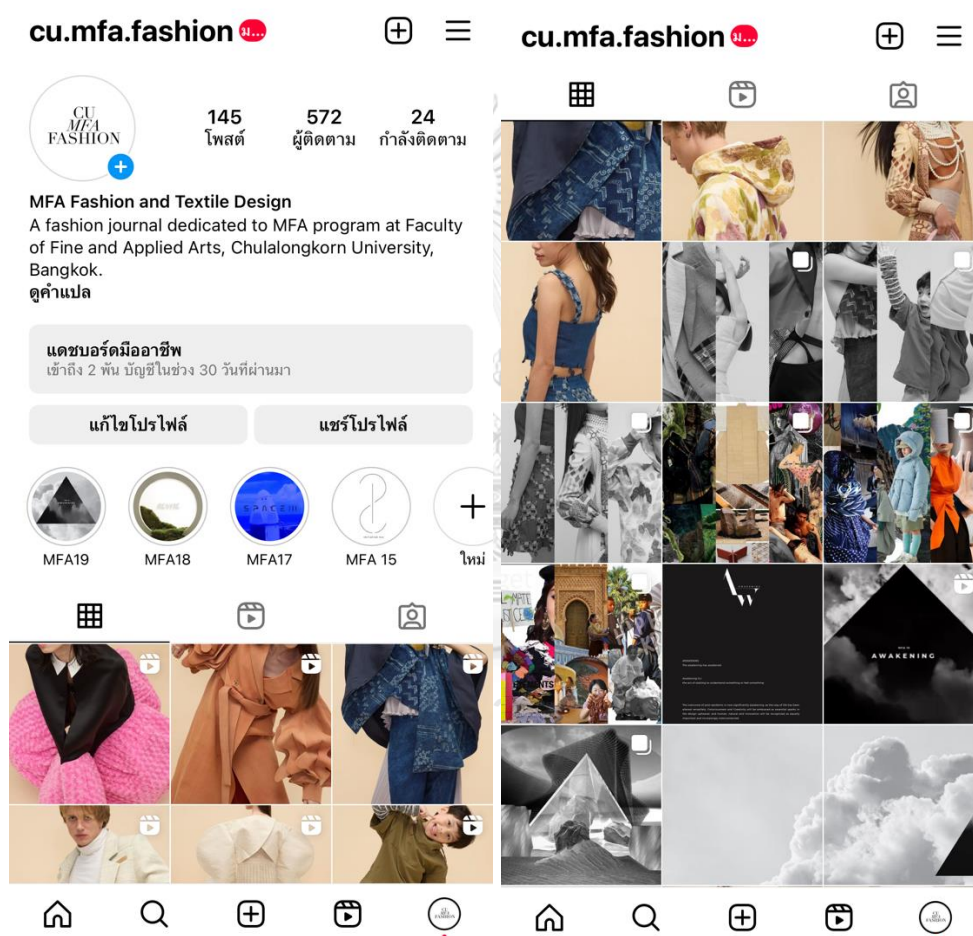 cu.mfa.fashion ม...
CU
MFA
FASHION
145
โพสต์
572
ผู้ติดตาม
24
กำลังติดตาม
MFA Fashion and Textile Design
A fashion journal dedicated to MFA program at Faculty
of Fine and Applied Arts, Chulalongkorn University,
Bangkok.
ดูคำแปล
แดชบอร์ดมืออาชีพ
เข้าถึง 2 พัน บัญชีในช่วง 30 วันที่ผ่านมา
แก้ไขโปรไฟล์
แชร์โปรไฟล์
MFA19
MFA18
MFA17
MFA 15
ใหม่
cu.mfa.fashion ม...
AWAKENING